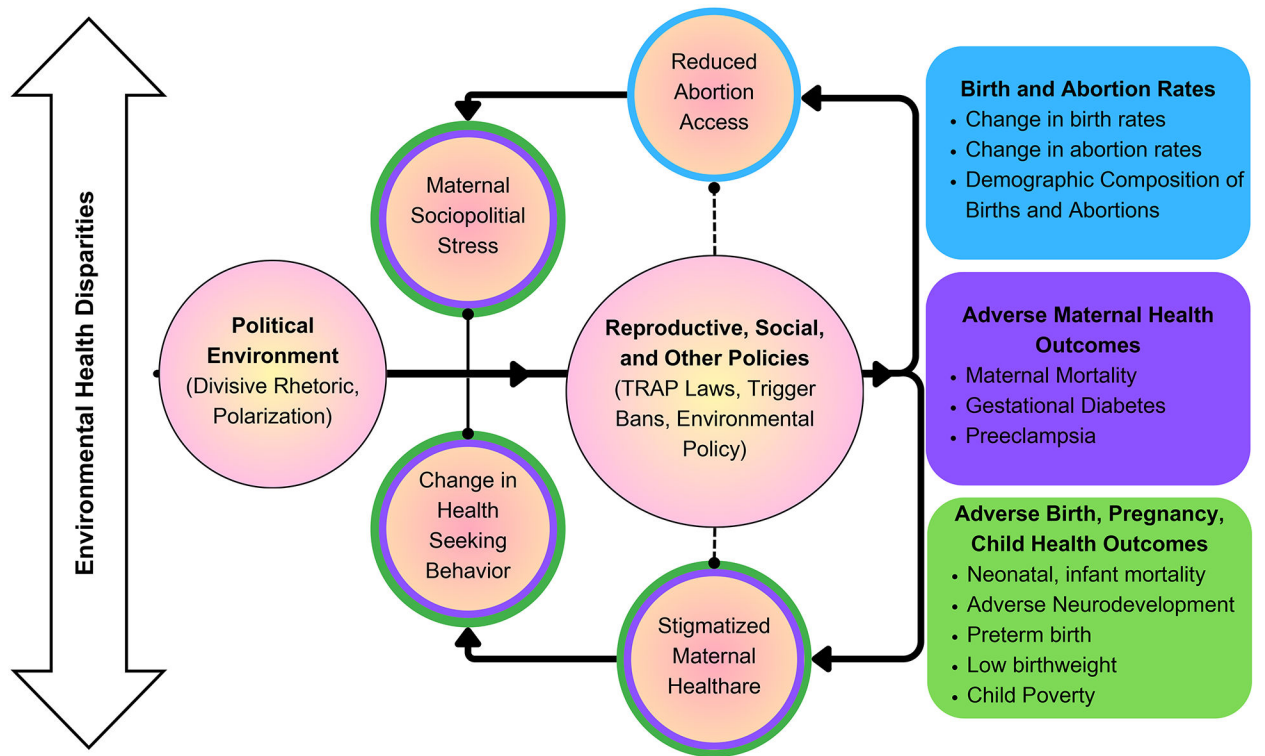 Environmental Health Disparities
Political
Environment
(Divisive Rhetoric,
Polarization)
Maternal
Sociopolitial
Stress
Change in
Health
Seeking
Behavior
Reduced
Abortion
Access
Reproductive, Social,
and Other Policies
(TRAP Laws, Trigger
Bans, Environmental
Policy)
Stigmatized
Maternal
Healthare
Birth and Abortion Rates
• Change in birth rates
• Change in abortion rates
• Demographic Composition of
Births and Abortions
Adverse Maternal Health
Outcomes
• Maternal Mortality
• Gestational Diabetes
• Preeclampsia
Adverse Birth, Pregnancy,
Child Health Outcomes
• Neonatal, infant mortality
• Adverse Neurodevelopment
• Preterm birth
• Low birthweight
• Child Poverty